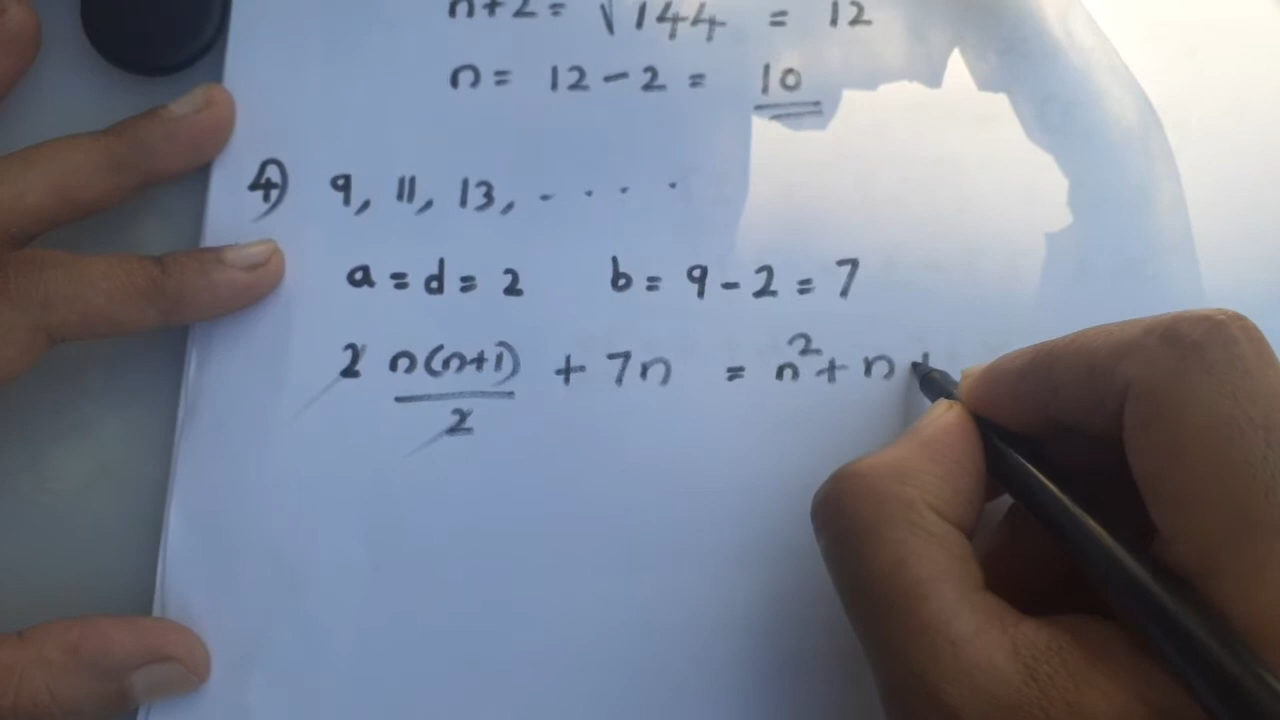 n+2 = √144 = 12
n = 12 - 2 = 10
4) 9, 11, 13, . . . .
a = d = 2 b = 9 - 2 = 7
2 n(n+1)/2 + 7n = n² + n +